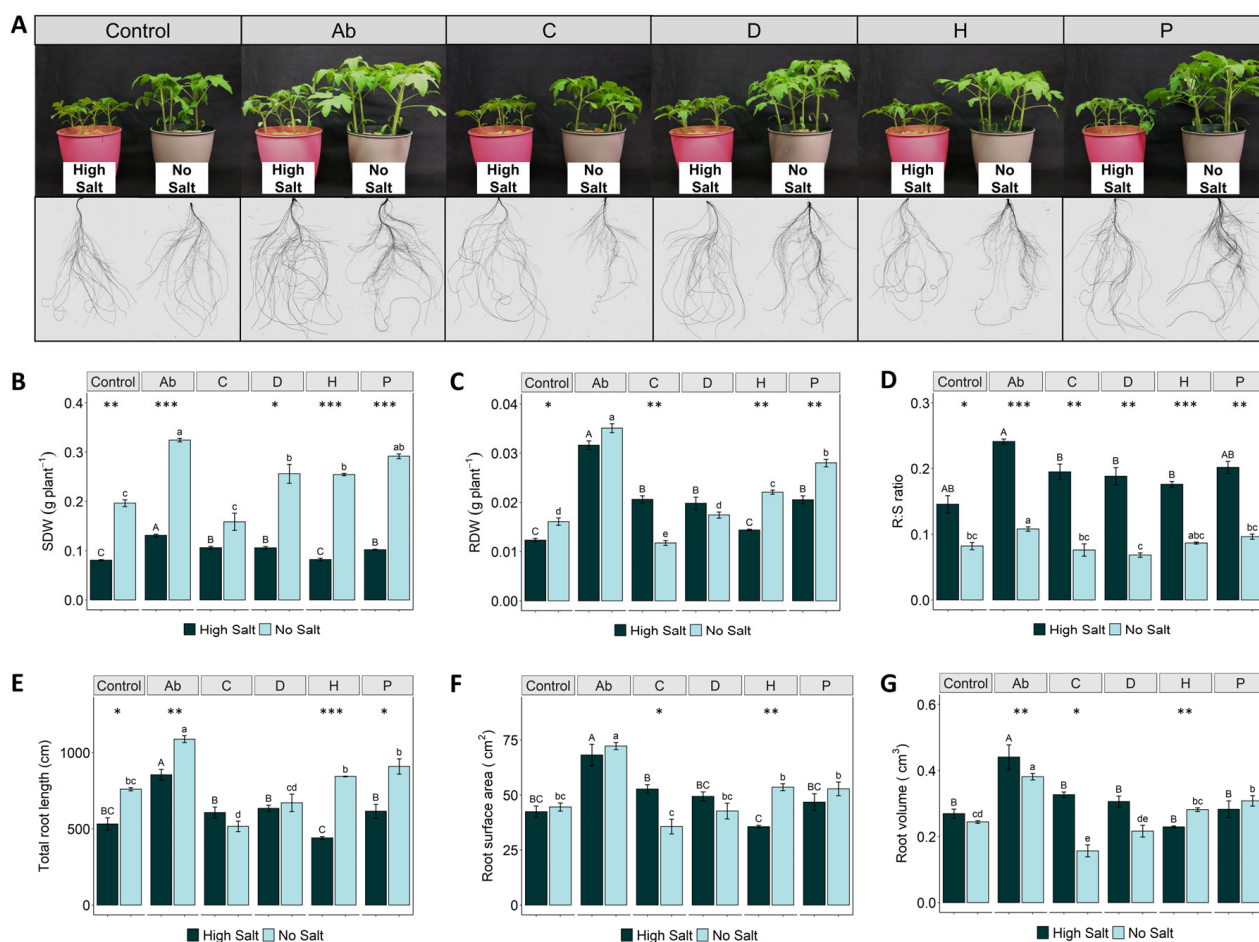 A
Control Ab C D H P
High Salt No Salt High Salt No Salt High Salt No Salt High Salt No Salt High Salt No Salt High Salt No Salt
B
Control Ab C D H P
** *** * *** ***
SDW (g plant⁻¹)
0.4
0.3
0.2
0.1
0.0
C c A a B c B b C b B ab
High Salt No Salt
C
Control Ab C D H P
* ** ** **
RDW (g plant⁻¹)
0.04
0.03
0.02
0.01
0.00
C d A a B e B d C c B b
High Salt No Salt
D
Control Ab C D H P
* *** ** ** *** **
R:S ratio
0.3
0.2
0.1
0.0
AB bc A a B bc B c B abc AB b
High Salt No Salt
E
Control Ab C D H P
* ** *** *
Total root length (cm)
1000
500
0
BC bc A a B d B cd C b B b
High Salt No Salt
F
Control Ab C D H P
* **
Root surface area ( cm²)
75
50
25
0
BC bc A a B c BC bc C b BC b
High Salt No Salt
G
Control Ab C D H P
** * **
Root volume ( cm³)
0.6
0.4
0.2
0.0
B cd A a B e B de B bc B b
High Salt No Salt